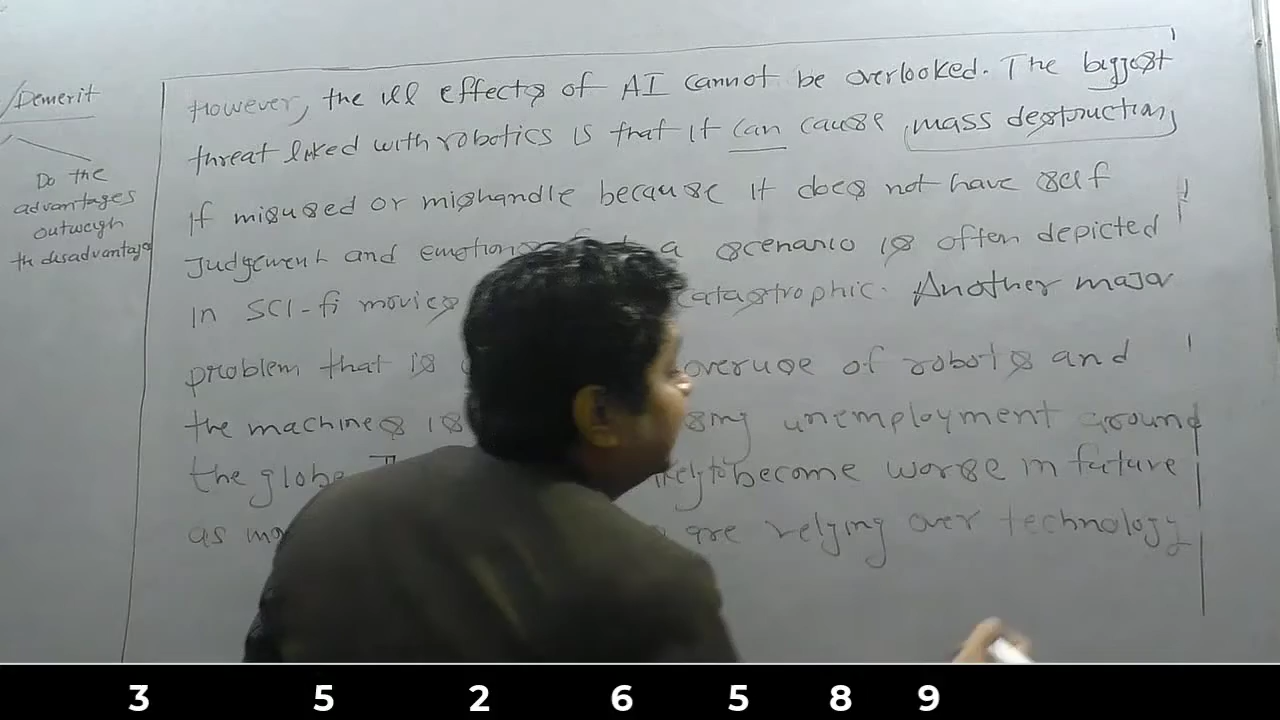 Demerit
Do the
advantages
outweigh
the disadvantage
However, the ill effects of AI cannot be overlooked. The biggest
threat liked with robotics is that it can cause mass destruction,
if misused or mishandle because it does not have self
Judgement and emotions a scenario is often depicted
in SCI-fi movies catastrophic. Another major
problem that is overuse of robots and
the machines is unemployment around
the globe to become worse in future
as are relying over technology
3 5 2 6 5 8 9